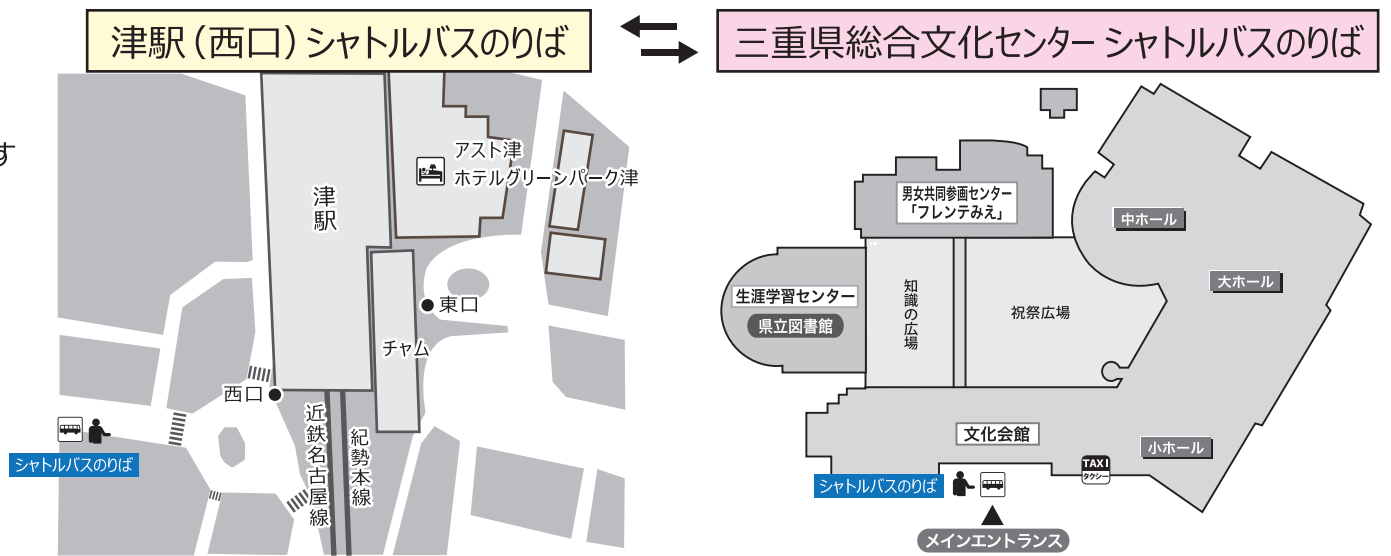 津駅（西口）シャトルバスのりば
三重県総合文化センター シャトルバスのりば
す
アスト津
ホテルグリーンパーク津
津駅
東口
チャム
西口
近鉄名古屋線
紀勢本線
シャトルバスのりば
男女共同参画センター
「フレンテみえ」
中ホール
大ホール
生涯学習センター
県立図書館
知識の広場
祝祭広場
文化会館
小ホール
TAXI
タクシー
シャトルバスのりば
メインエントランス